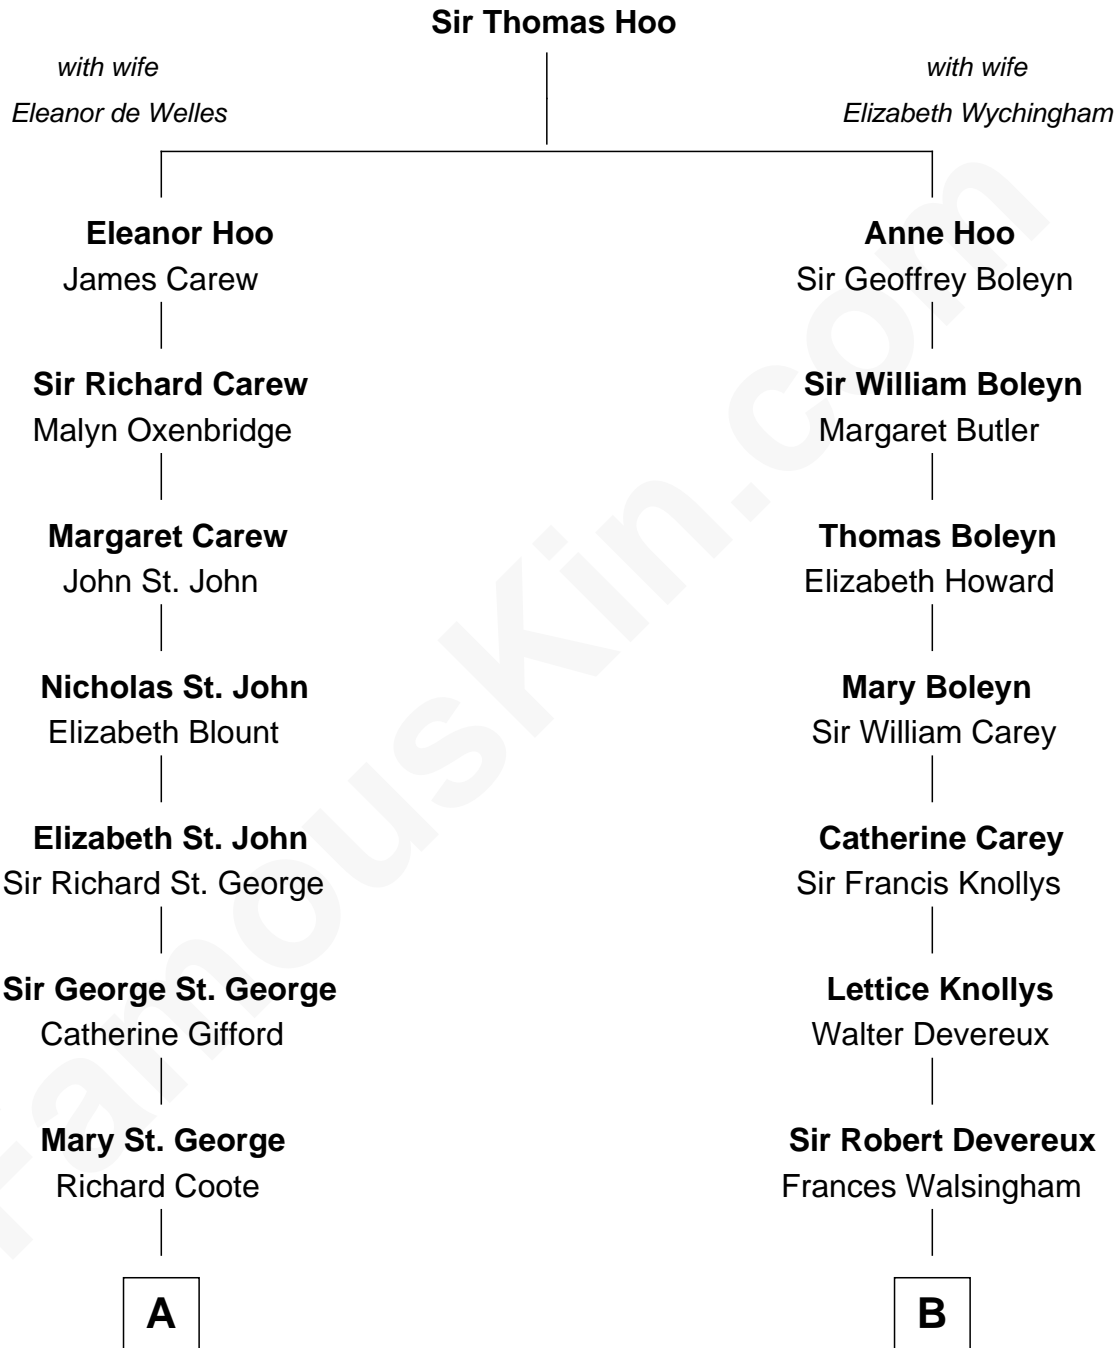 Sir Thomas Hoo
with wife
Eleanor de Welles
with wife
Elizabeth Wychingham
Eleanor Hoo
James Carew
Anne Hoo
Sir Geoffrey Boleyn
Sir Richard Carew
Malyn Oxenbridge
Sir William Boleyn
Margaret Butler
Margaret Carew
John St. John
Thomas Boleyn
Elizabeth Howard
Nicholas St. John
Elizabeth Blount
Mary Boleyn
Sir William Carey
Elizabeth St. John
Sir Richard St. George
Catherine Carey
Sir Francis Knollys
Sir George St. George
Catherine Gifford
Lettice Knollys
Walter Devereux
Mary St. George
Richard Coote
Sir Robert Devereux
Frances Walsingham
A
B
FamousKin.com